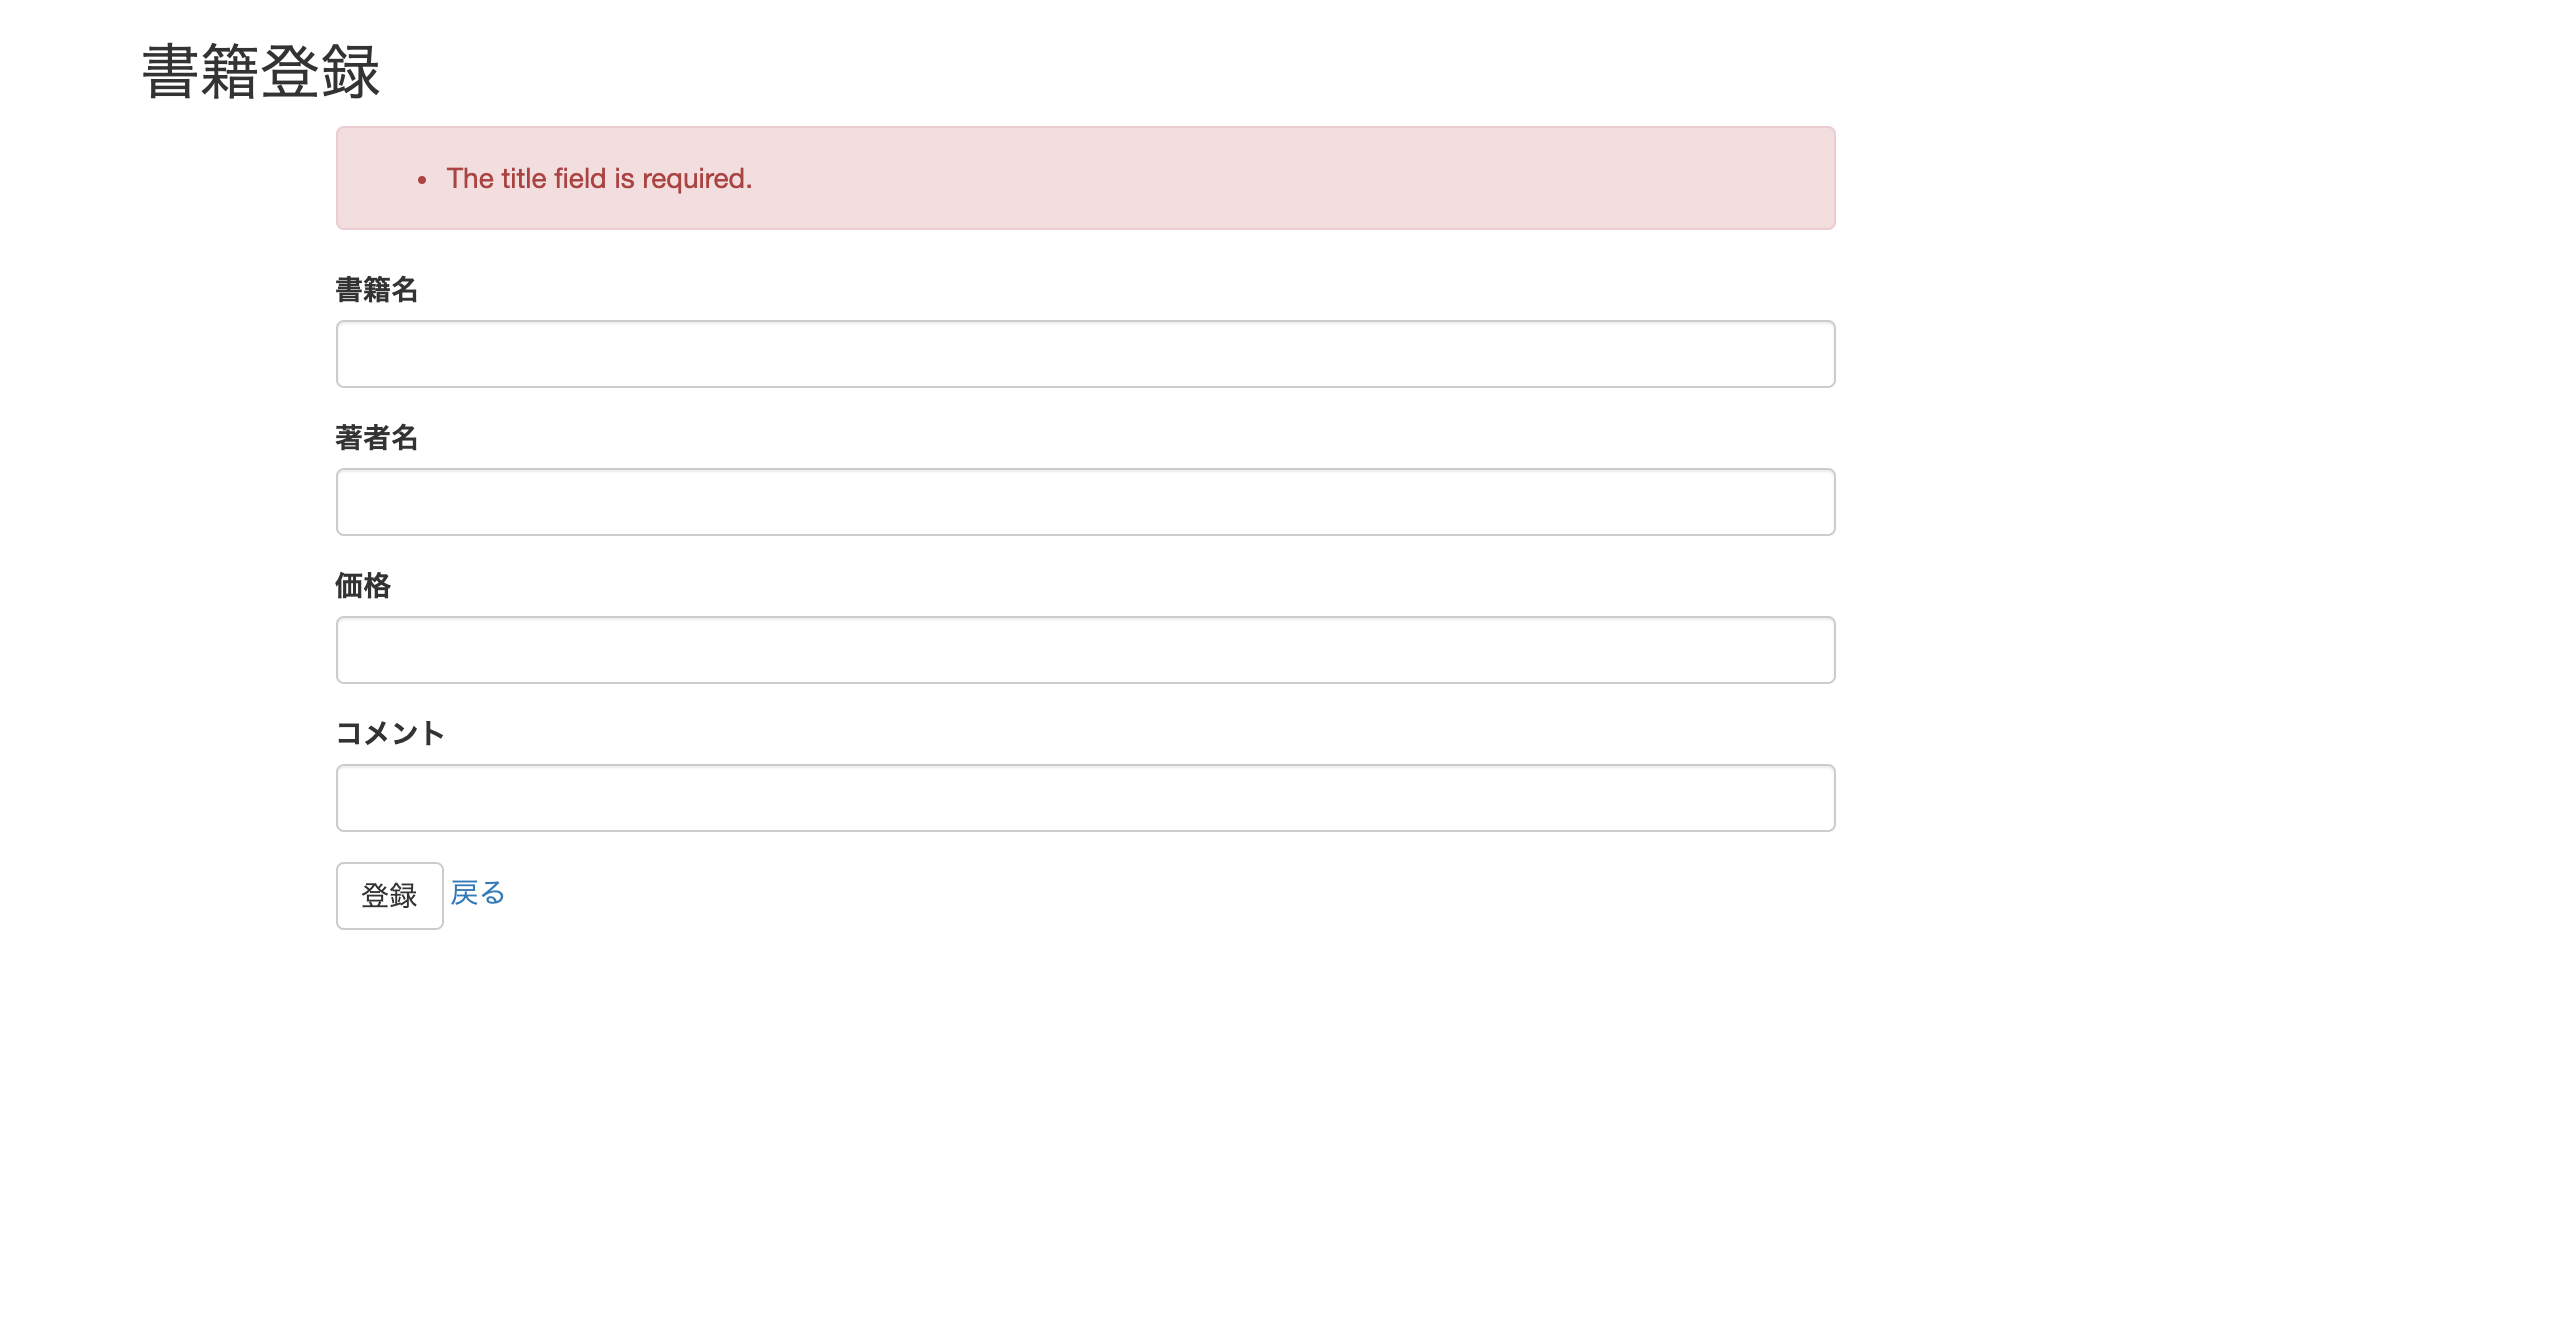 書籍登録
• The title field is required.
書籍名
著者名
価格
コメント
登録 戻る